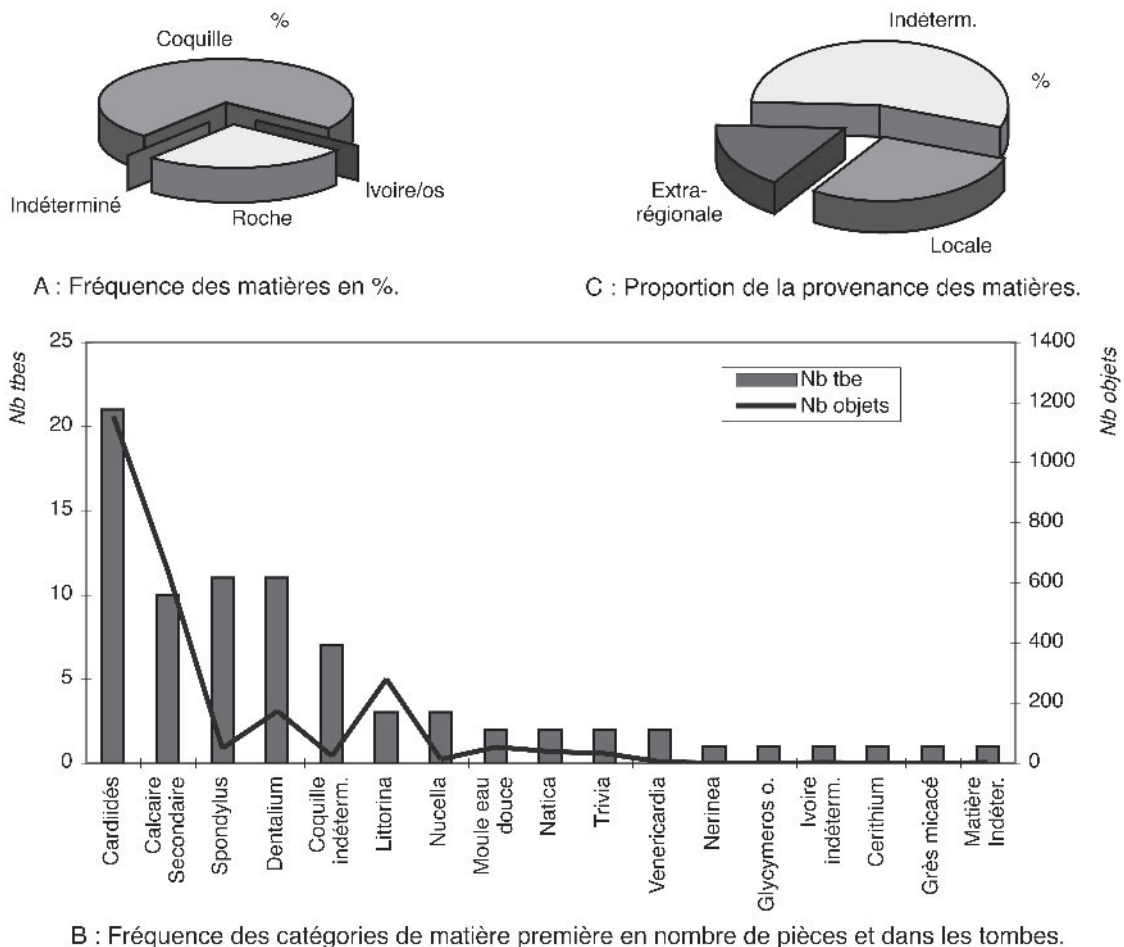 %
Coquille
Indéterminé
Roche
Ivoire/os
A : Fréquence des matières en %.
Indéterm.
%
Extra-
régionale
Locale
C : Proportion de la provenance des matières.
Nb tbes
25
20
15
10
5
0
Nb tbe
Nb objets
1400
1200
1000
800
600
400
200
0
Nb objets
Cardiidés
Calcaire
Secondaire
Spondylus
Dentalium
Coquille
indéterm.
Littorina
Nucella
Moule eau
douce
Natica
Trivia
Venericardia
Nerinea
Glycymeros o.
Ivoire
indéterm.
Cerithium
Grès micacé
Matière
Indéter.
B : Fréquence des catégories de matière première en nombre de pièces et dans les tombes.